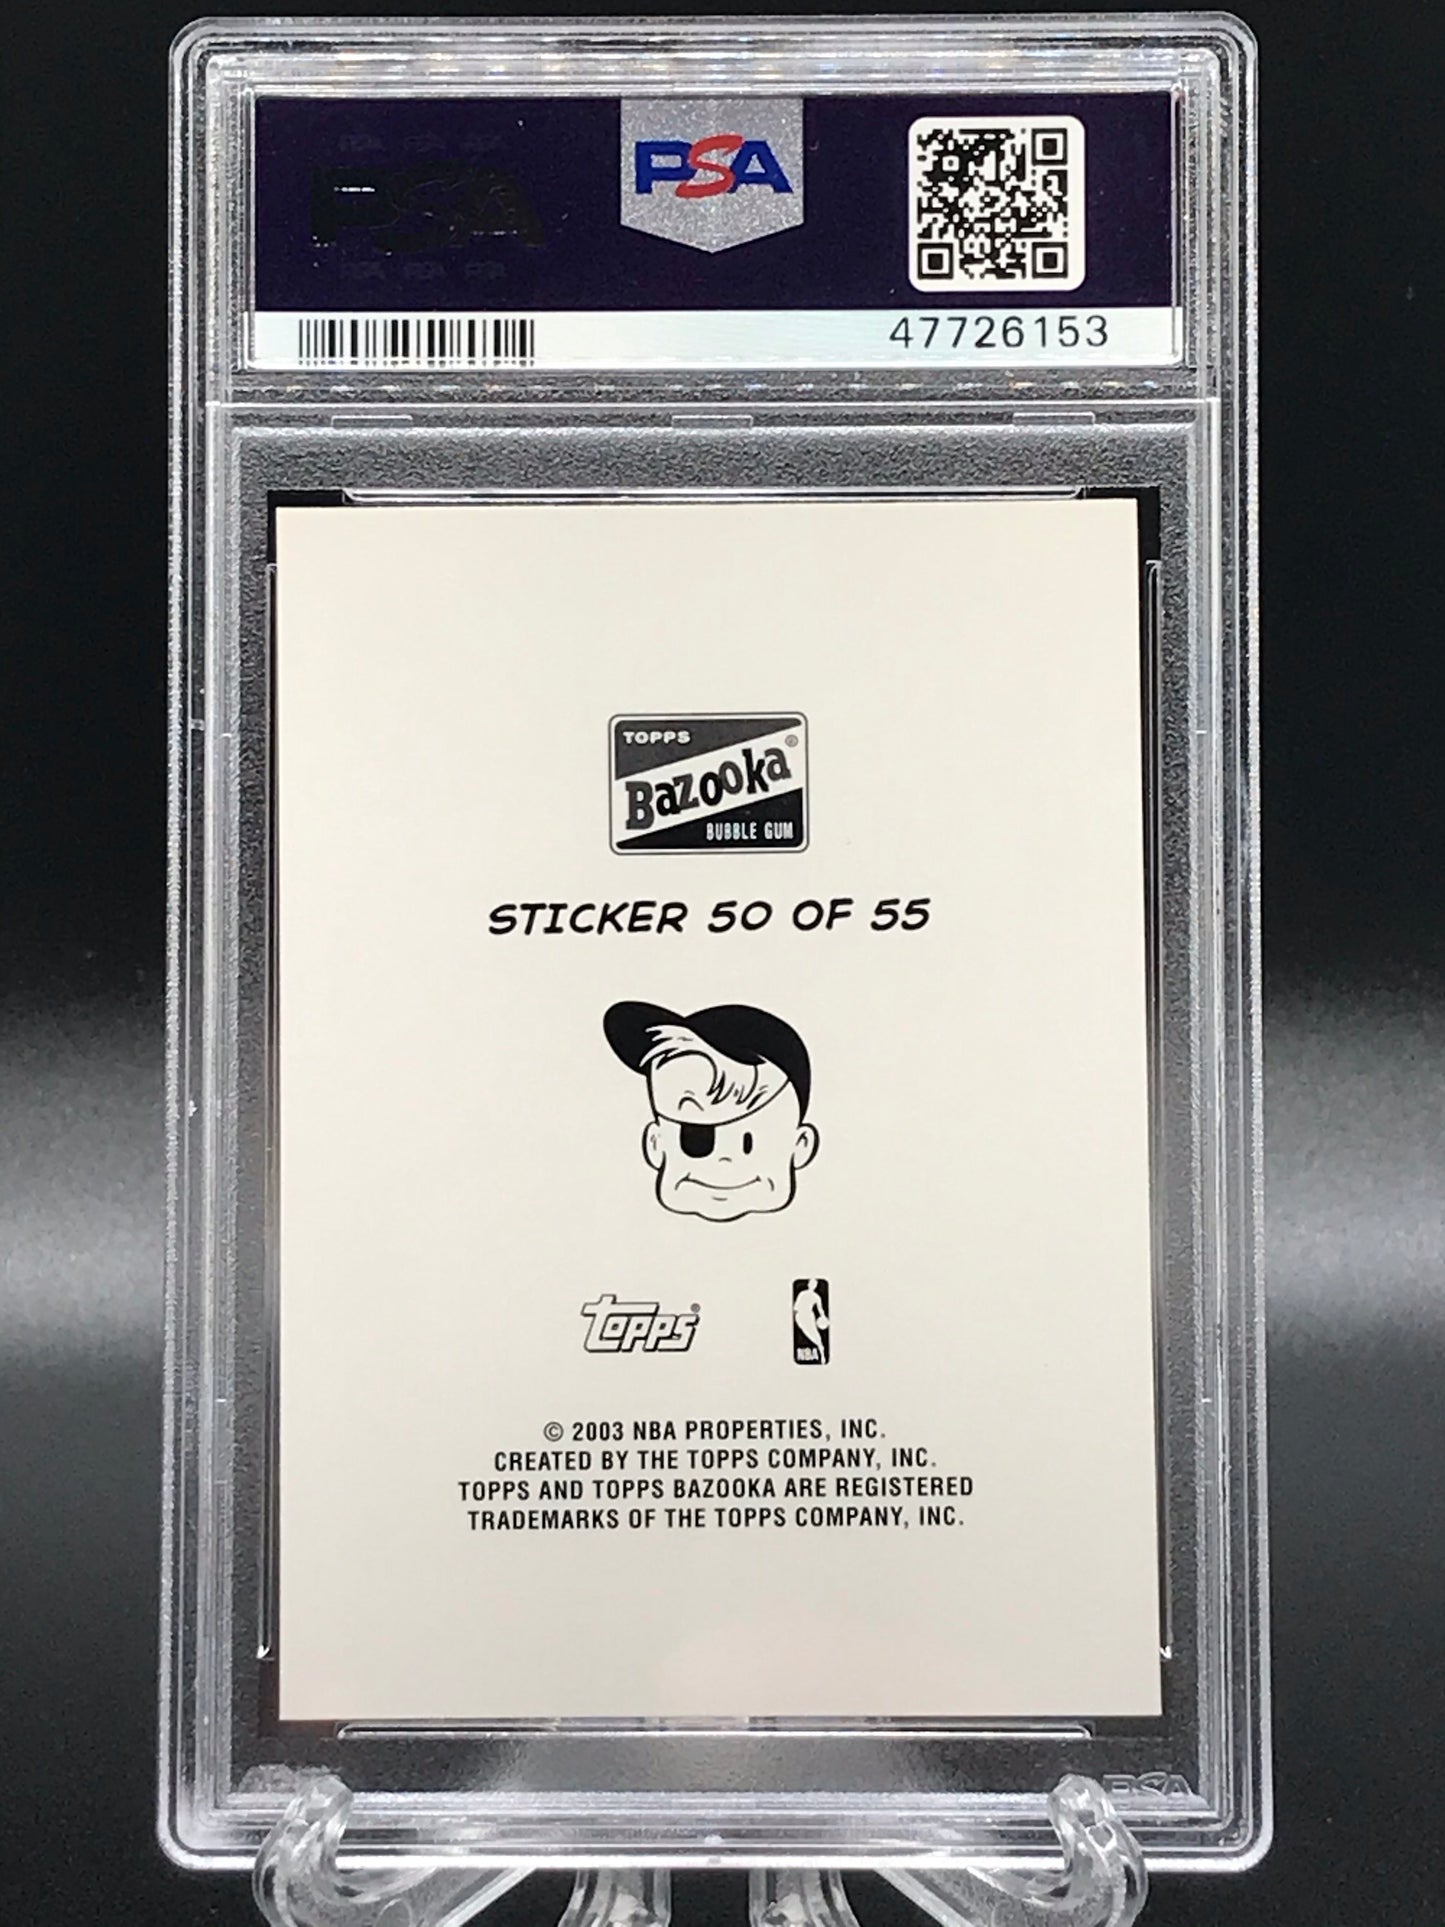 PSA
47726153
TOPPS
Bazooka®
BUBBLE GUM
STICKER 50 OF 55
Topps®
NBA
© 2003 NBA PROPERTIES, INC.
CREATED BY THE TOPPS COMPANY, INC.
TOPPS AND TOPPS BAZOOKA ARE REGISTERED
TRADEMARKS OF THE TOPPS COMPANY, INC.
PSA